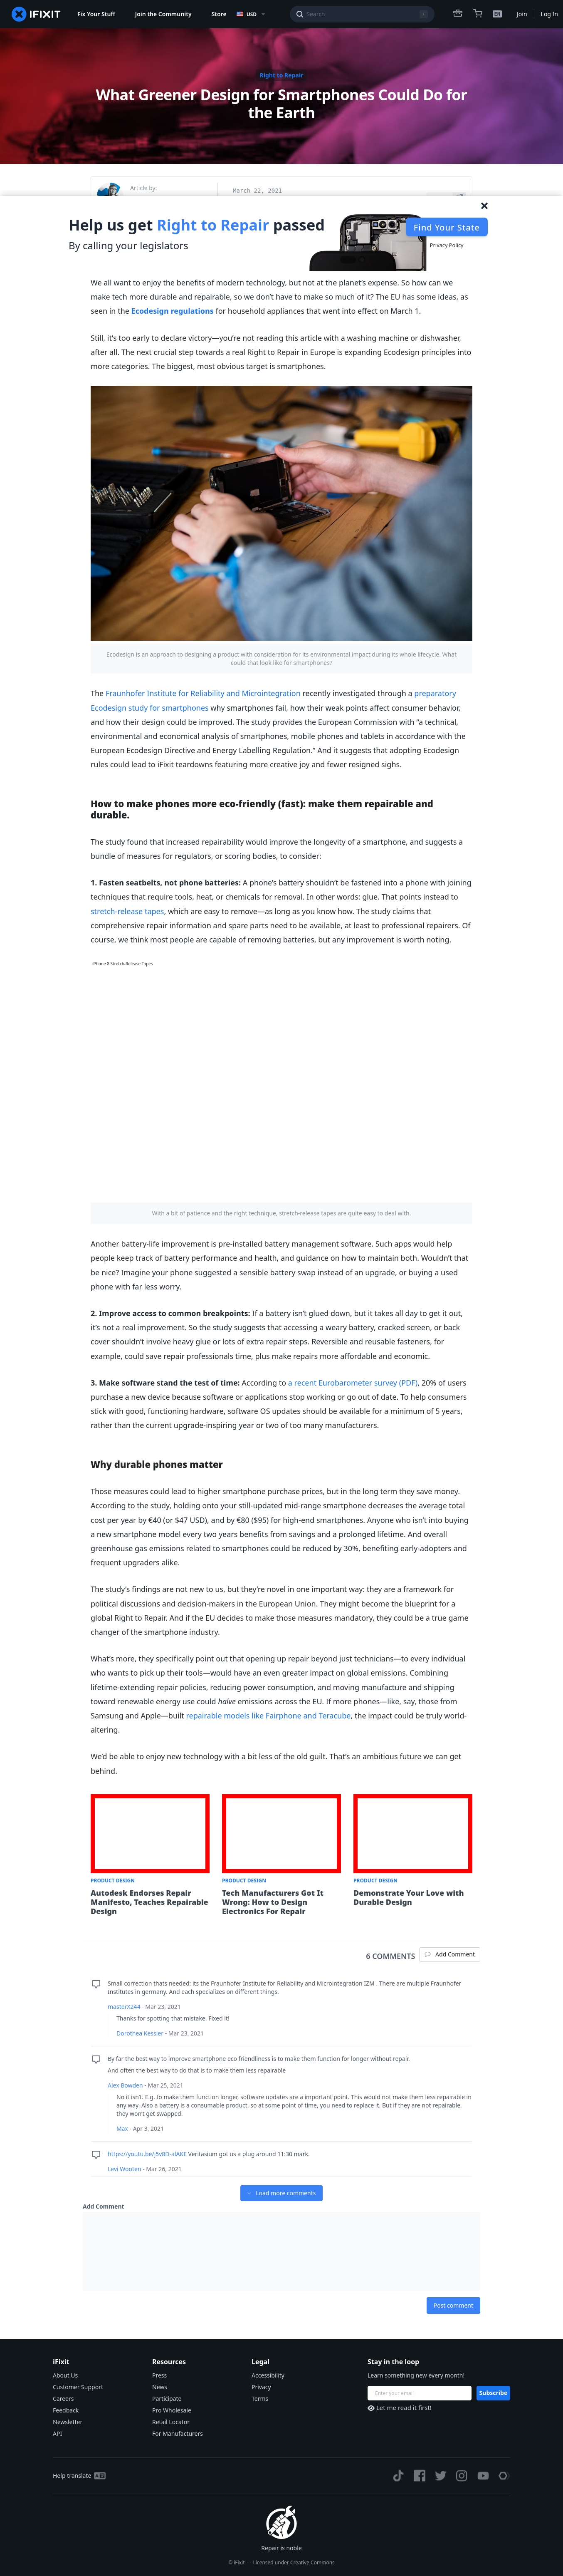 IFIXIT
Fix Your Stuff
Join the Community
Store
USD
Search
/
EN
Join
Log In
Right to Repair
What Greener Design for Smartphones Could Do for
the Earth
Article by:
March 22, 2021
Help us get Right to Repair passed
By calling your legislators
Find Your State
Privacy Policy
We all want to enjoy the benefits of modern technology, but not at the planet's expense. So how can we
make tech more durable and repairable, so we don't have to make so much of it? The EU has some ideas, as
seen in the Ecodesign regulations for household appliances that went into effect on March 1.
Still, it's too early to declare victory—you're not reading this article with a washing machine or dishwasher,
after all. The next crucial step towards a real Right to Repair in Europe is expanding Ecodesign principles into
more categories. The biggest, most obvious target is smartphones.
Ecodesign is an approach to designing a product with consideration for its environmental impact during its whole lifecycle. What
could that look like for smartphones?
The Fraunhofer Institute for Reliability and Microintegration recently investigated through a preparatory
Ecodesign study for smartphones why smartphones fail, how their weak points affect consumer behavior,
and how their design could be improved. The study provides the European Commission with “a technical,
environmental and economical analysis of smartphones, mobile phones and tablets in accordance with the
European Ecodesign Directive and Energy Labelling Regulation.” And it suggests that adopting Ecodesign
rules could lead to iFixit teardowns featuring more creative joy and fewer resigned sighs.
How to make phones more eco-friendly (fast): make them repairable and
durable.
The study found that increased repairability would improve the longevity of a smartphone, and suggests a
bundle of measures for regulators, or scoring bodies, to consider:
1. Fasten seatbelts, not phone batteries: A phone's battery shouldn't be fastened into a phone with joining
techniques that require tools, heat, or chemicals for removal. In other words: glue. That points instead to
stretch-release tapes, which are easy to remove—as long as you know how. The study claims that
comprehensive repair information and spare parts need to be available, at least to professional repairers. Of
course, we think most people are capable of removing batteries, but any improvement is worth noting.
iPhone 8 Stretch-Release Tapes
With a bit of patience and the right technique, stretch-release tapes are quite easy to deal with.
Another battery-life improvement is pre-installed battery management software. Such apps would help
people keep track of battery performance and health, and guidance on how to maintain both. Wouldn't that
be nice? Imagine your phone suggested a sensible battery swap instead of an upgrade, or buying a used
phone with far less worry.
2. Improve access to common breakpoints: If a battery isn't glued down, but it takes all day to get it out,
it's not a real improvement. So the study suggests that accessing a weary battery, cracked screen, or back
cover shouldn't involve heavy glue or lots of extra repair steps. Reversible and reusable fasteners, for
example, could save repair professionals time, plus make repairs more affordable and economic.
3. Make software stand the test of time: According to a recent Eurobarometer survey (PDF), 20% of users
purchase a new device because software or applications stop working or go out of date. To help consumers
stick with good, functioning hardware, software OS updates should be available for a minimum of 5 years,
rather than the current upgrade-inspiring year or two of too many manufacturers.
Why durable phones matter
Those measures could lead to higher smartphone purchase prices, but in the long term they save money.
According to the study, holding onto your still-updated mid-range smartphone decreases the average total
cost per year by €40 (or $47 USD), and by €80 ($95) for high-end smartphones. Anyone who isn't into buying
a new smartphone model every two years benefits from savings and a prolonged lifetime. And overall
greenhouse gas emissions related to smartphones could be reduced by 30%, benefiting early-adopters and
frequent upgraders alike.
The study's findings are not new to us, but they're novel in one important way: they are a framework for
political discussions and decision-makers in the European Union. They might become the blueprint for a
global Right to Repair. And if the EU decides to make those measures mandatory, they could be a true game
changer of the smartphone industry.
What's more, they specifically point out that opening up repair beyond just technicians—to every individual
who wants to pick up their tools—would have an even greater impact on global emissions. Combining
lifetime-extending repair policies, reducing power consumption, and moving manufacture and shipping
toward renewable energy use could halve emissions across the EU. If more phones—like, say, those from
Samsung and Apple—built repairable models like Fairphone and Teracube, the impact could be truly world-
altering.
We'd be able to enjoy new technology with a bit less of the old guilt. That's an ambitious future we can get
behind.
PRODUCT DESIGN
Autodesk Endorses Repair
Manifesto, Teaches Repairable
Design
PRODUCT DESIGN
Tech Manufacturers Got It
Wrong: How to Design
Electronics For Repair
PRODUCT DESIGN
Demonstrate Your Love with
Durable Design
6 COMMENTS
Add Comment
Small correction thats needed: its the Fraunhofer Institute for Reliability and Microintegration IZM . There are multiple Fraunhofer
Institutes in germany. And each specializes on different things.
masterX244 - Mar 23, 2021
Thanks for spotting that mistake. Fixed it!
Dorothea Kessler - Mar 23, 2021
By far the best way to improve smartphone eco friendliness is to make them function for longer without repair.
And often the best way to do that is to make them less repairable
Alex Bowden - Mar 25, 2021
No it isn't. E.g. to make them function longer, software updates are a important point. This would not make them less repairable in
any way. Also a battery is a consumable product, so at some point of time, you need to replace it. But if they are not repairable,
they won't get swapped.
Max - Apr 3, 2021
https://youtu.be/j5v8D-alAKE Veritasium got us a plug around 11:30 mark.
Levi Wooten - Mar 26, 2021
Load more comments
Add Comment
Post comment
iFixit
About Us
Customer Support
Careers
Feedback
Newsletter
API
Resources
Press
News
Participate
Pro Wholesale
Retail Locator
For Manufacturers
Legal
Accessibility
Privacy
Terms
Stay in the loop
Learn something new every month!
Enter your email
Subscribe
Let me read it first!
Help translate
Repair is noble
© iFixit — Licensed under Creative Commons